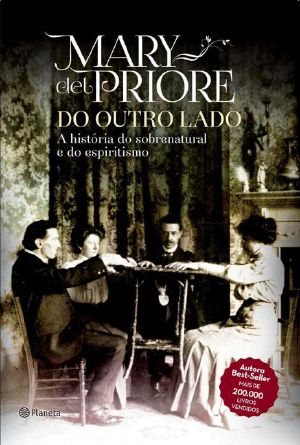 MARY
del PRIORE
DO OUTRO LADO
A história do sobrenatural
e do espiritismo
Autora
Best-Seller
MAIS DE
200.000
LIVROS
VENDIDOS
Planeta